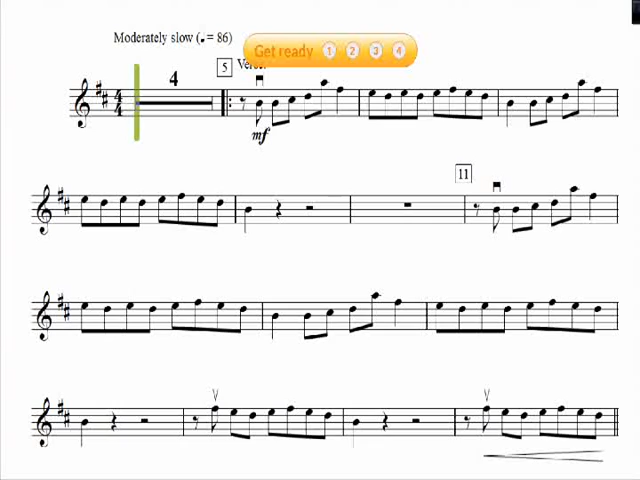 Moderately slow (♩ = 86)
Get ready 1 2 3 4
4
5
mf
11